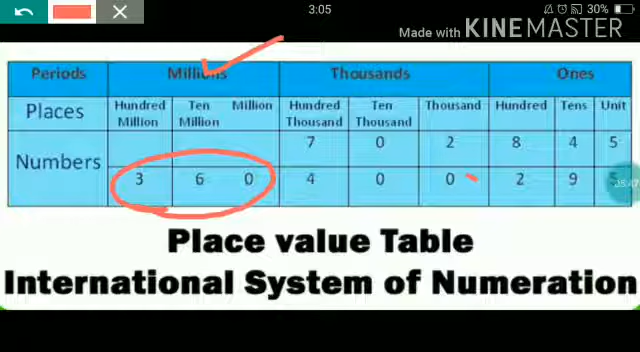 3:05
30%
Made with KINEMASTER
Periods Millions Thousands Ones
Places Hundred Million Ten Million Million Hundred Thousand Ten Thousand Thousand Hundred Tens Unit
Numbers
7 0 2 8 4 5
3 6 0 4 0 0 2 9
Place value Table
International System of Numeration